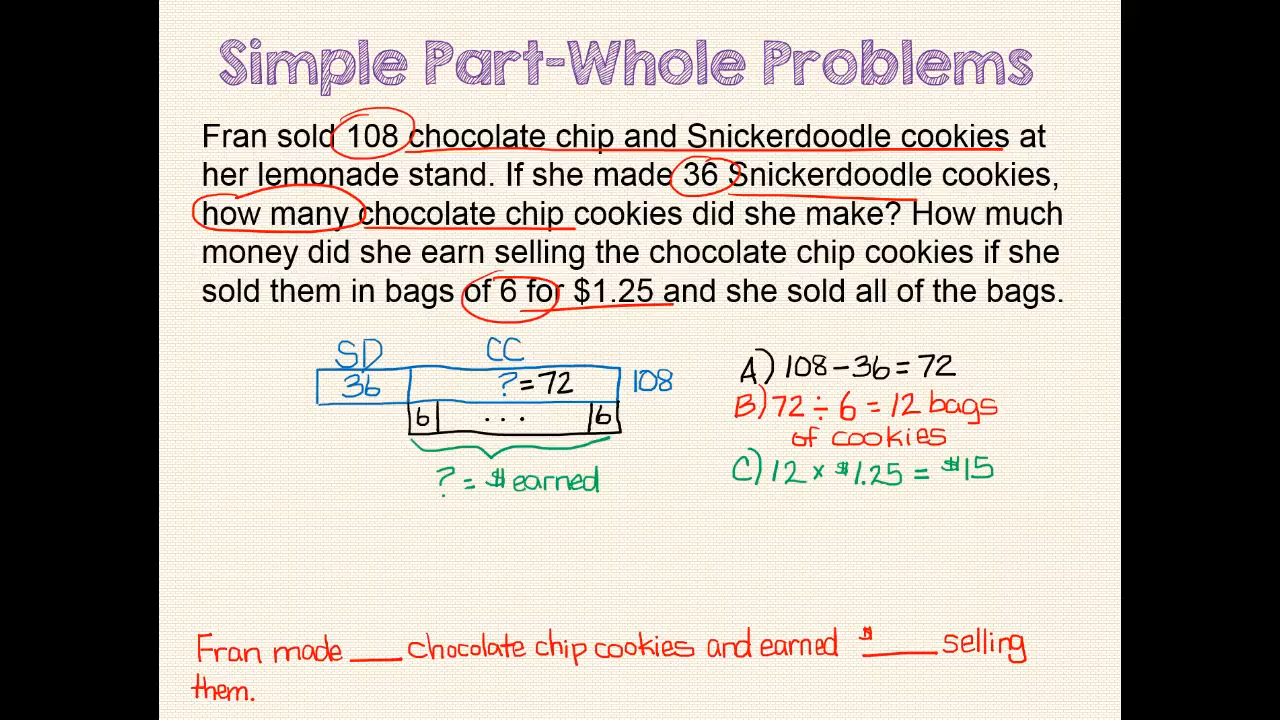 Simple Part-Whole Problems
Fran sold 108 chocolate chip and Snickerdoodle cookies at
her lemonade stand. If she made 36 Snickerdoodle cookies,
how many chocolate chip cookies did she make? How much
money did she earn selling the chocolate chip cookies if she
sold them in bags of 6 for $1.25 and she sold all of the bags.
SD CC
36 ? = 72 108
6 ... 6
? = $ earned
A) 108 - 36 = 72
B) 72 ÷ 6 = 12 bags
of cookies
C) 12 × $1.25 = $15
Fran made ___ chocolate chip cookies and earned $____ selling
them.